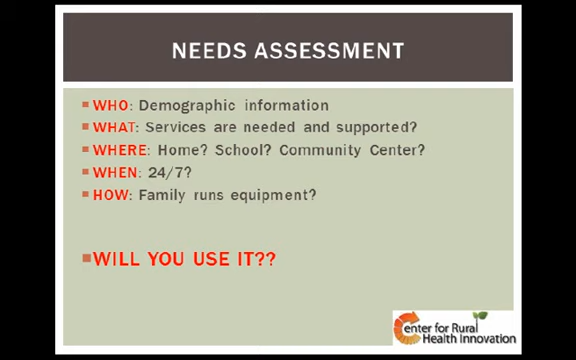 NEEDS ASSESSMENT
WHO: Demographic information
WHAT: Services are needed and supported?
WHERE: Home? School? Community Center?
WHEN: 24/7?
HOW: Family runs equipment?
WILL YOU USE IT??
Center for Rural
Health Innovation